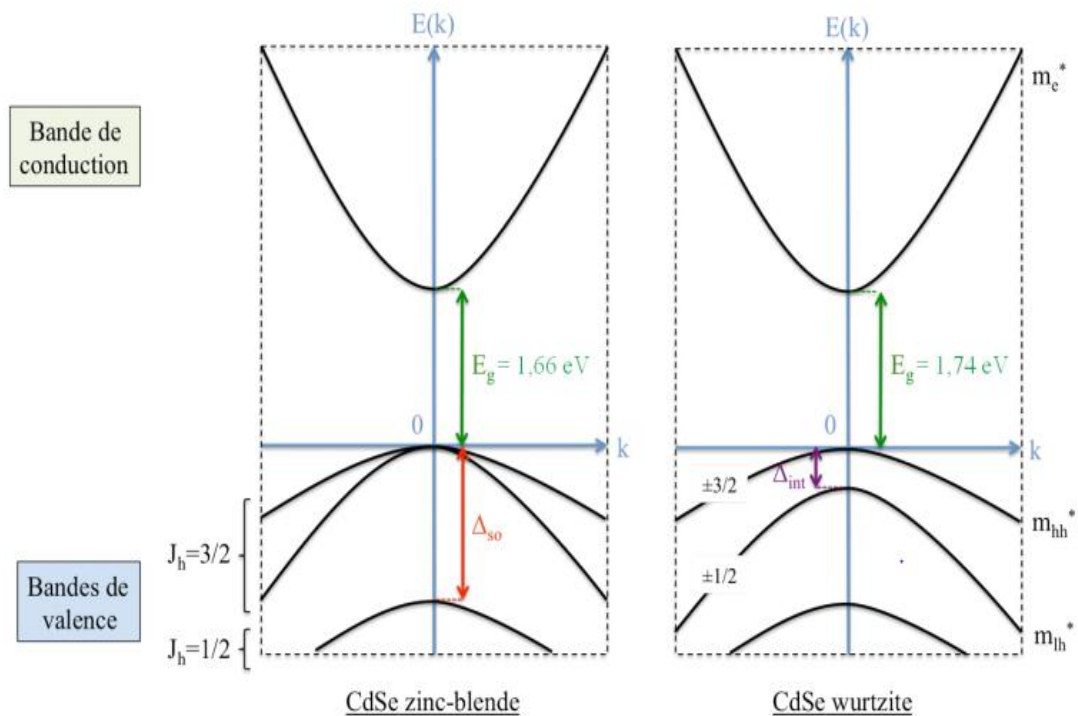 E(k)
E(k)
m_e*
Bande de
conduction
E_g = 1,66 eV
E_g = 1,74 eV
0
0
k
k
Δ_int
±3/2
Δ_so
m_hh*
J_h=3/2
±1/2
Bandes de
valence
m_lh*
J_h=1/2
CdSe zinc-blende
CdSe wurtzite